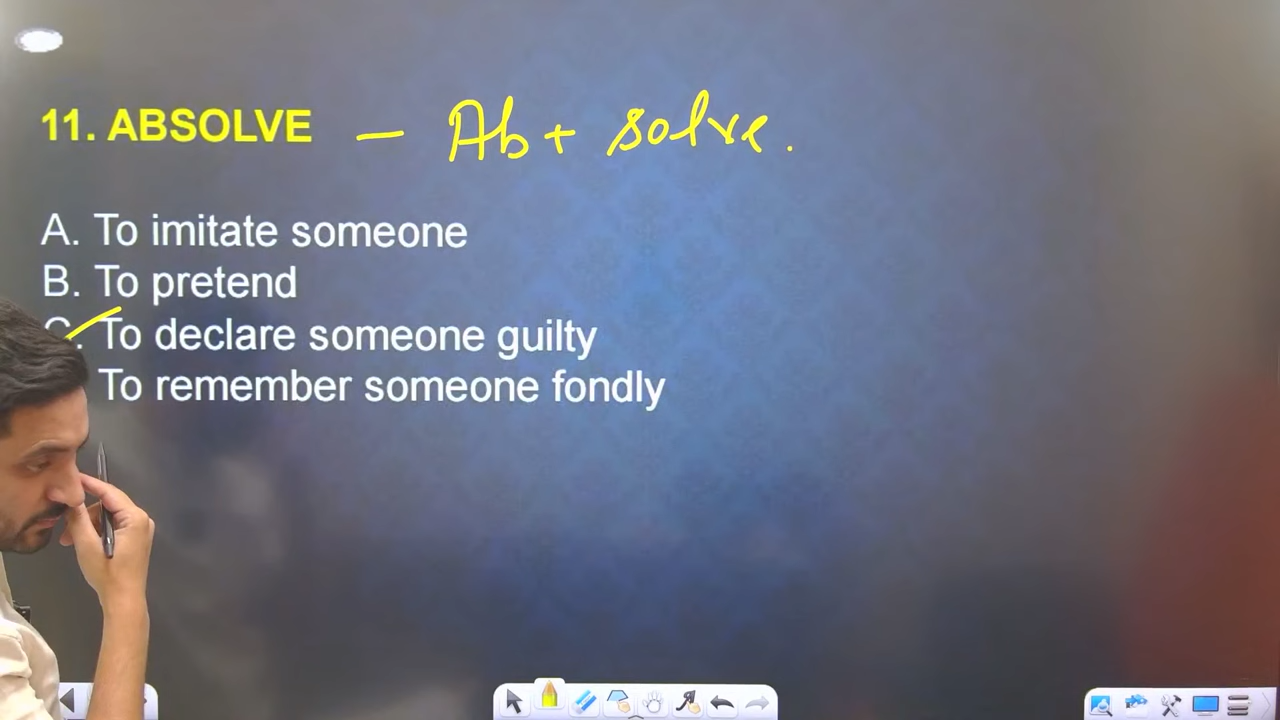 11. ABSOLVE – Ab + solve.
A. To imitate someone
B. To pretend
C. To declare someone guilty
To remember someone fondly